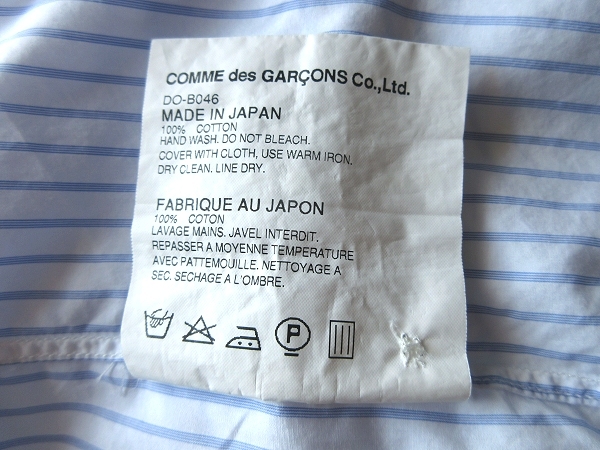 COMME des GARÇONS Co.,Ltd.
DO-B046
MADE IN JAPAN
100% COTTON
HAND WASH. DO NOT BLEACH.
COVER WITH CLOTH, USE WARM IRON.
DRY CLEAN. LINE DRY.
FABRIQUE AU JAPON
100% COTON
LAVAGE MAINS. JAVEL INTERDIT.
REPASSER A MOYENNE TEMPERATURE
AVEC PATTEMOUILLE. NETTOYAGE A
SEC. SECHAGE A L'OMBRE.
P